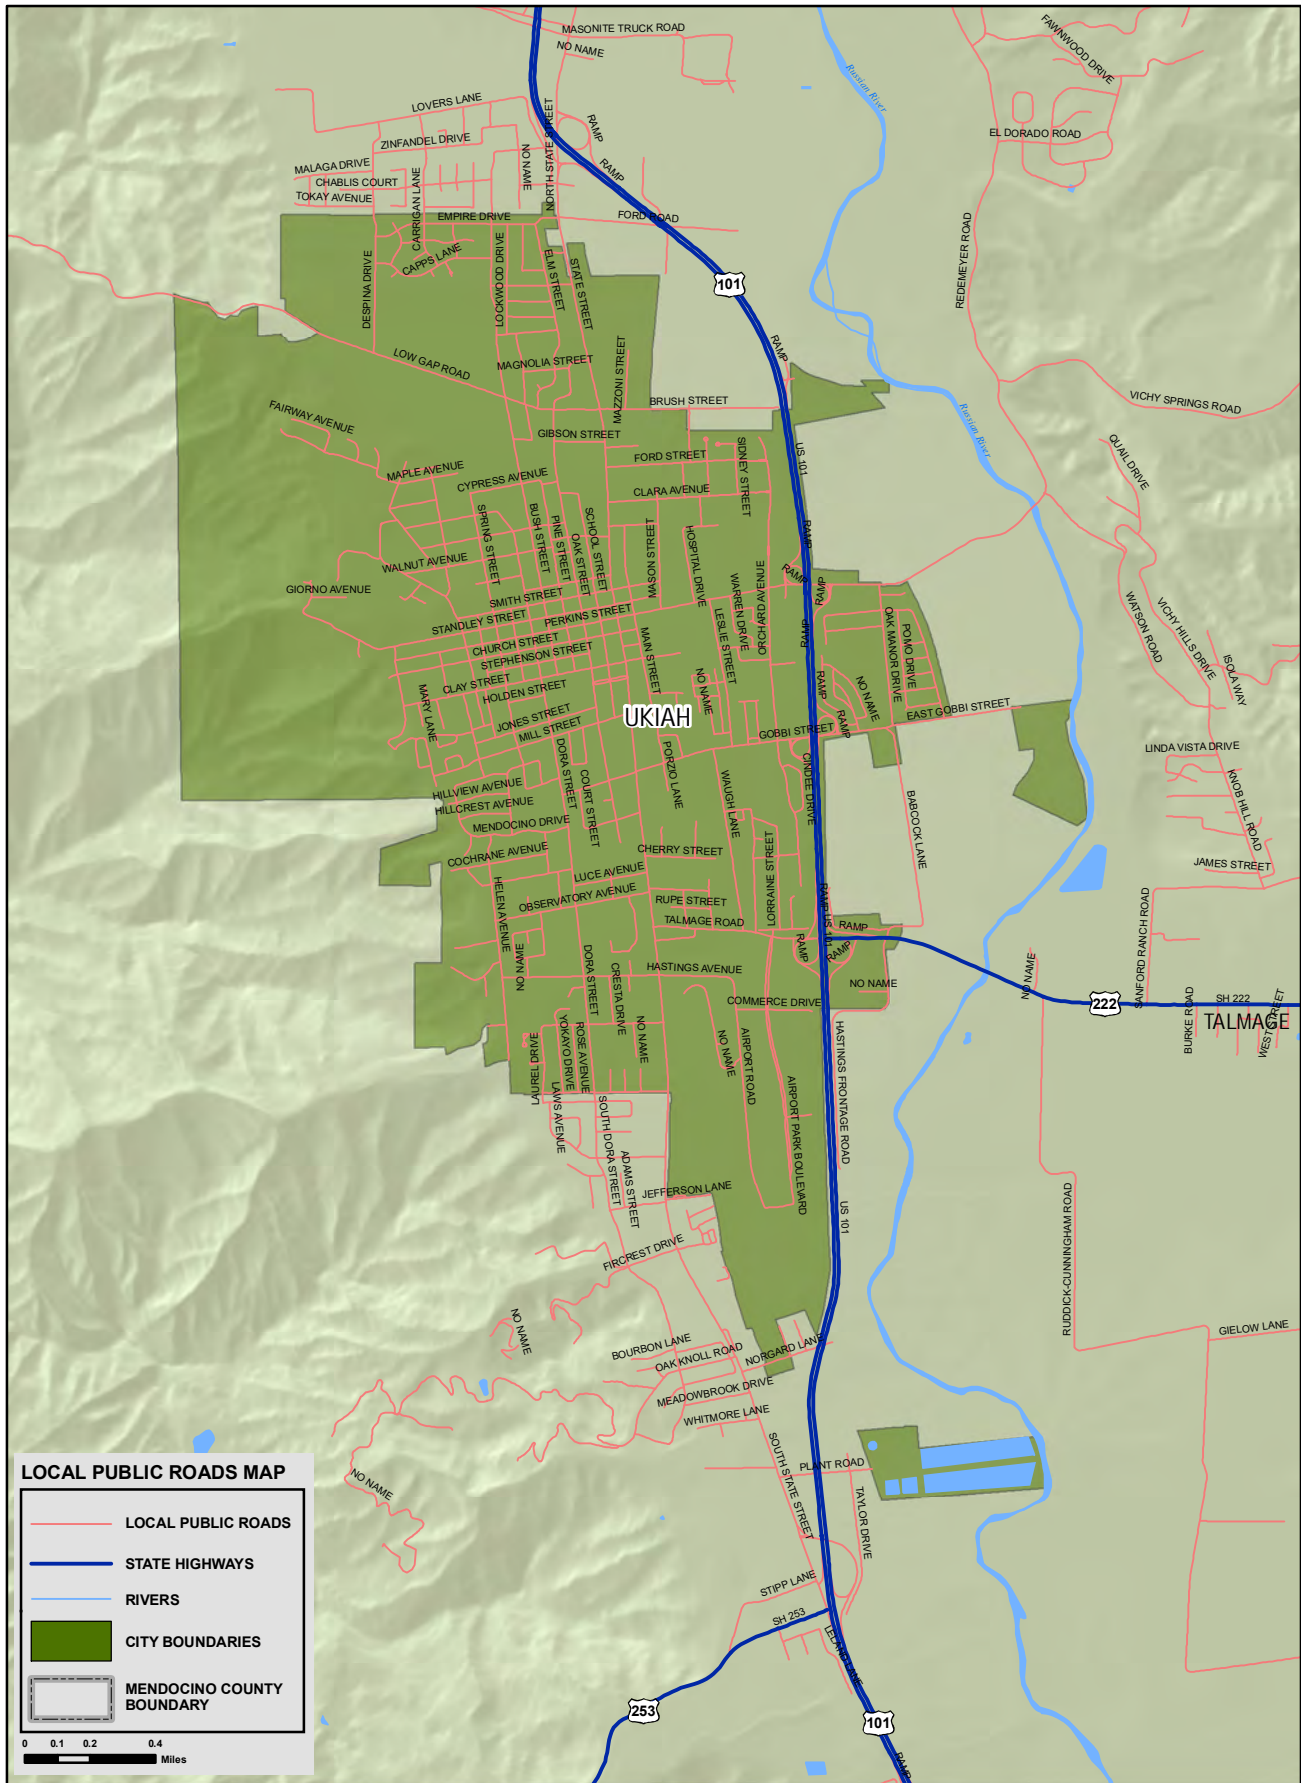 MASONITE TRUCK ROAD
NO NAME
FAWNWOOD DRIVE
Russian River
LOVERS LANE
NORTH STATE STREET
RAMP
EL DORADO ROAD
ZINFANDEL DRIVE
NO NAME
RAMP
MALAGA DRIVE
CHABLIS COURT
TOKAY AVENUE
CARRIGAN LANE
EMPIRE DRIVE
FORD ROAD
REDEMEYER ROAD
CAPPS LANE
DESPINA DRIVE
LOCKWOOD DRIVE
ELM STREET
STATE STREET
101
RAMP
LOW GAP ROAD
MAGNOLIA STREET
MAZZONI STREET
BRUSH STREET
VICHY SPRINGS ROAD
FAIRWAY AVENUE
GIBSON STREET
Russian River
QUAIL DRIVE
MAPLE AVENUE
FORD STREET
SIDNEY STREET
US 101
CYPRESS AVENUE
CLARA AVENUE
SPRING STREET
BUSH STREET
PINE STREET
OAK STREET
SCHOOL STREET
MASON STREET
HOSPITAL DRIVE
RAMP
WALNUT AVENUE
WARREN DRIVE
ORCHARD AVENUE
RAMP
RAMP
GIORNO AVENUE
SMITH STREET
LESLIE STREET
RAMP
OAK MANOR DRIVE
POMO DRIVE
WATSON ROAD
VICHY HILLS DRIVE
STANDLEY STREET
PERKINS STREET
CHURCH STREET
MAIN STREET
STEPHENSON STREET
ISOLA WAY
CLAY STREET
HOLDEN STREET
NO NAME
RAMP
NO NAME
MARY LANE
JONES STREET
UKIAH
RAMP
EAST GOBBI STREET
MILL STREET
GOBBI STREET
PORZIO LANE
DORA STREET
COURT STREET
WAUGH LANE
CINDEE DRIVE
LINDA VISTA DRIVE
KNOB HILL ROAD
HILLVIEW AVENUE
HILLCREST AVENUE
BABCOCK LANE
MENDOCINO DRIVE
COCHRANE AVENUE
CHERRY STREET
LORRAINE STREET
JAMES STREET
LUCE AVENUE
HELEN AVENUE
OBSERVATORY AVENUE
RUPE STREET
RAMP
SANFORD RANCH ROAD
TALMAGE ROAD
US 101
RAMP
RAMP
RAMP
NO NAME
DORA STREET
CRESTA DRIVE
HASTINGS AVENUE
NO NAME
NO NAME
COMMERCE DRIVE
222
SH 222
BURKE ROAD
TALMAGE
WEST STREET
LAUREL DRIVE
YOKAYO DRIVE
ROSE AVENUE
NO NAME
NO NAME
AIRPORT ROAD
HASTINGS FRONTAGE ROAD
LAWS AVENUE
SOUTH DORA STREET
AIRPORT PARK BOULEVARD
ADAMS STREET
JEFFERSON LANE
US 101
RUDDICK-CUNNINGHAM ROAD
FIRCREST DRIVE
NO NAME
GIELOW LANE
BOURBON LANE
OAK KNOLL ROAD
NORGARD LANE
MEADOWBROOK DRIVE
WHITMORE LANE
SOUTH STATE STREET
PLANT ROAD
NO NAME
TAYLOR DRIVE
STIPP LANE
SH 253
LELAND LANE
253
101
RAMP
LOCAL PUBLIC ROADS MAP
LOCAL PUBLIC ROADS
STATE HIGHWAYS
RIVERS
CITY BOUNDARIES
MENDOCINO COUNTY
BOUNDARY
0 0.1 0.2 0.4
Miles